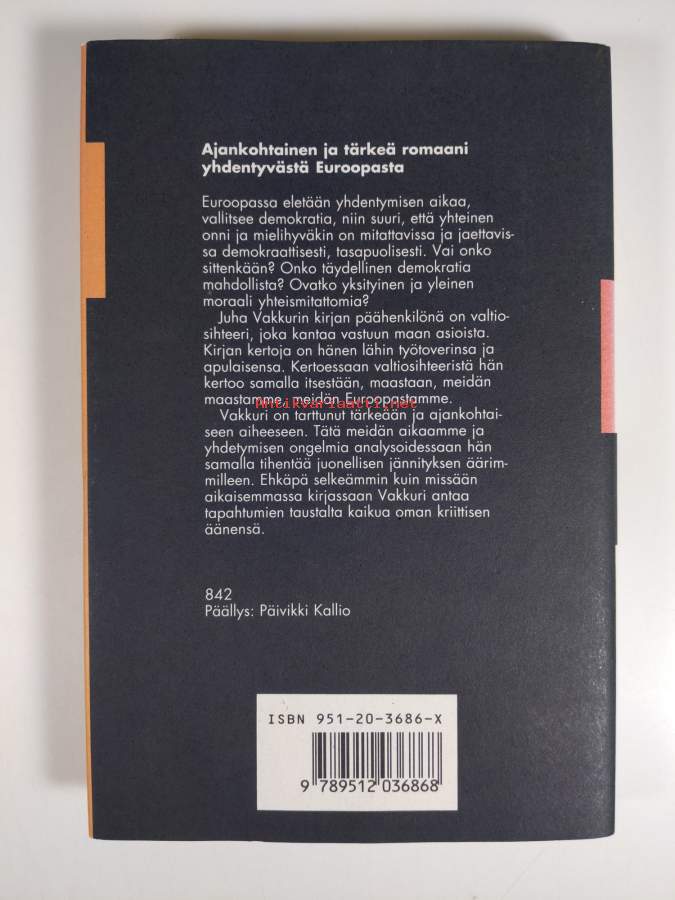 Ajankohtainen ja tärkeä romaani
yhdentyvästä Euroopasta
Euroopassa eletään yhdentymisen aikaa,
vallitsee demokratia, niin suuri, että yhteinen
onni ja mielihyväkin on mitattavissa ja jaettavis-
sa demokraattisesti, tasapuolisesti. Vai onko
sittenkään? Onko täydellinen demokratia
mahdollista? Ovatko yksityinen ja yleinen
moraali yhteismitattomia?
Juha Vakkurin kirjan päähenkilönä on valtio-
sihteeri, joka kantaa vastuun maan asioista.
Kirjan kertoja on hänen lähin työtoverinsa ja
apulaisensa. Kertoessaan valtiosihteeristä hän
kertoo samalla itsestään, maastaan, meidän
maastamme, meidän Euroopastamme.
Antikvariaatti.net
Vakkuri on tarttunut tärkeään ja ajankohtai-
seen aiheeseen. Tätä meidän aikaamme ja
yhdetymisen ongelmia analysoidessaan hän
samalla tihentää juonellisen jännityksen äärim-
milleen. Ehkäpä selkeämmin kuin missään
aikaisemmassa kirjassaan Vakkuri antaa
tapahtumien taustalta kaikua oman kriittisen
äänensä.
842
Päällys: Päivikki Kallio
ISBN 951-20-3686-X
9 789512 036868